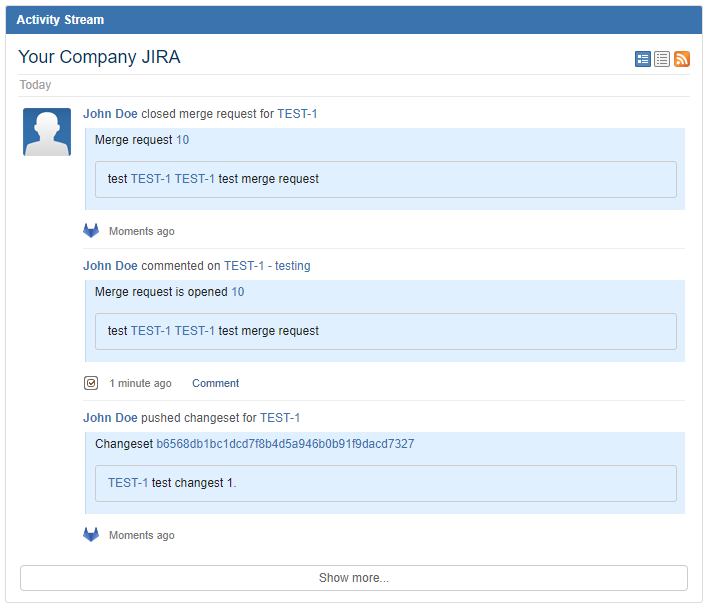 Activity Stream
Your Company JIRA
Today
John Doe closed merge request for TEST-1
Merge request 10
test TEST-1 TEST-1 test merge request
Moments ago
John Doe commented on TEST-1 - testing
Merge request is opened 10
test TEST-1 TEST-1 test merge request
1 minute ago Comment
John Doe pushed changeset for TEST-1
Changeset b6568db1bc1dcd7f8b4d5a946b0b91f9dacd7327
TEST-1 test changest 1.
Moments ago
Show more...